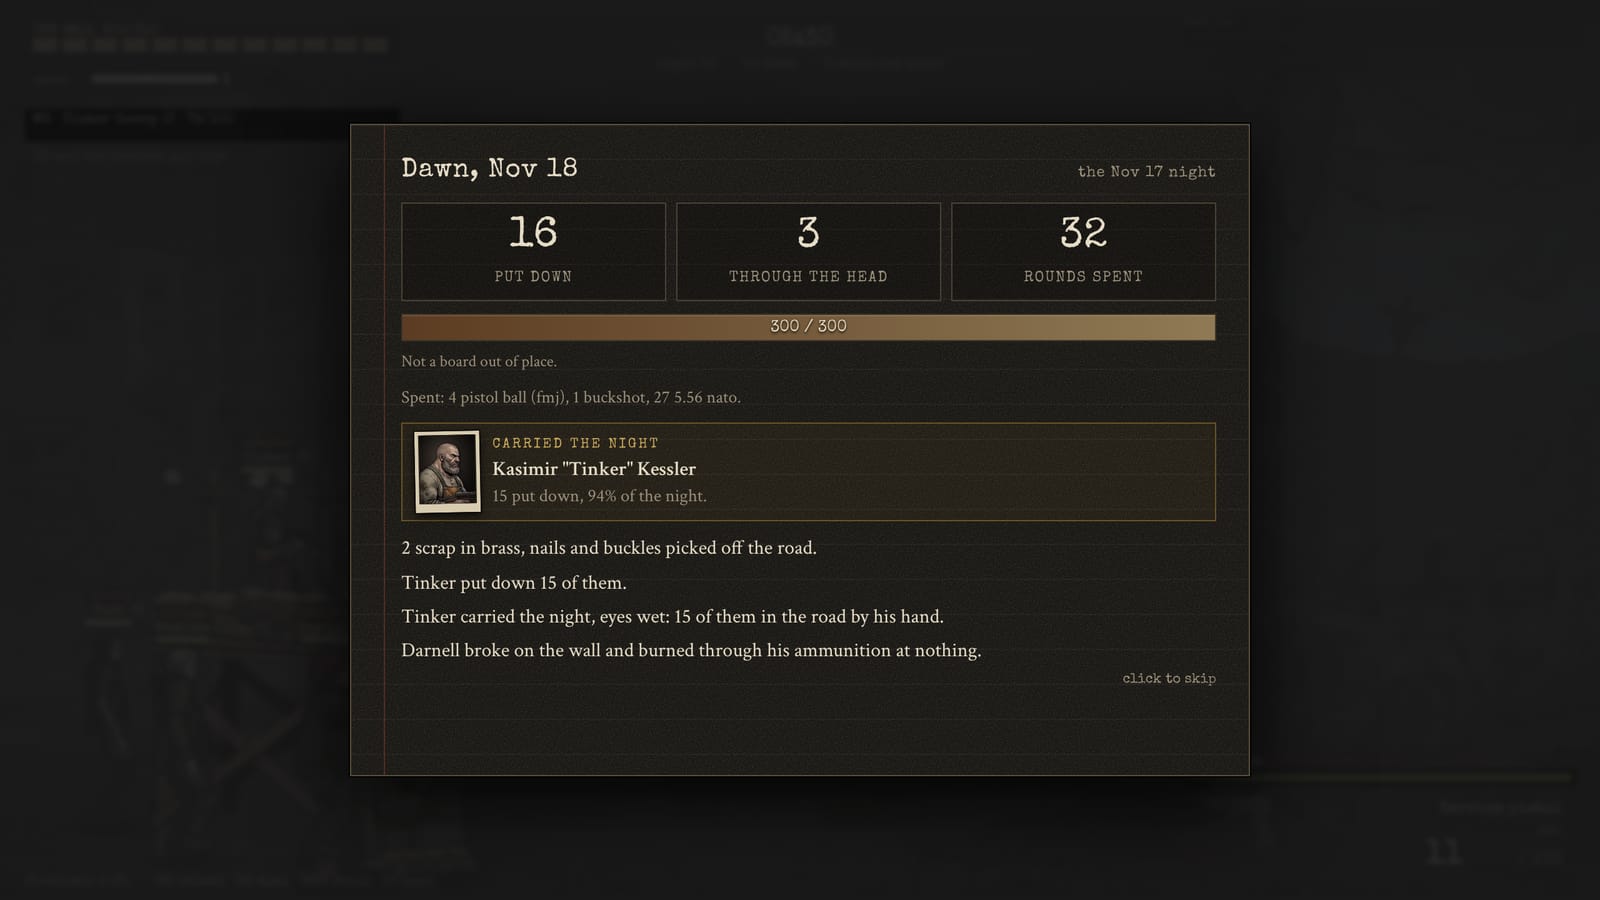 Dawn, Nov 18
the Nov 17 night
16
PUT DOWN
3
THROUGH THE HEAD
32
ROUNDS SPENT
300 / 300
Not a board out of place.
Spent: 4 pistol ball (fmj), 1 buckshot, 27 5.56 nato.
CARRIED THE NIGHT
Kasimir "Tinker" Kessler
15 put down, 94% of the night.
2 scrap in brass, nails and buckles picked off the road.
Tinker put down 15 of them.
Tinker carried the night, eyes wet: 15 of them in the road by his hand.
Darnell broke on the wall and burned through his ammunition at nothing.
click to skip
11